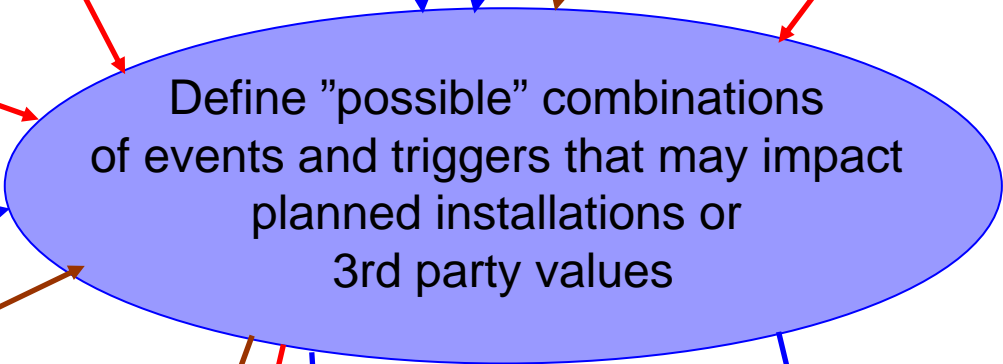 Define ”possible” combinations
of events and triggers that may impact
planned installations or
3rd party values